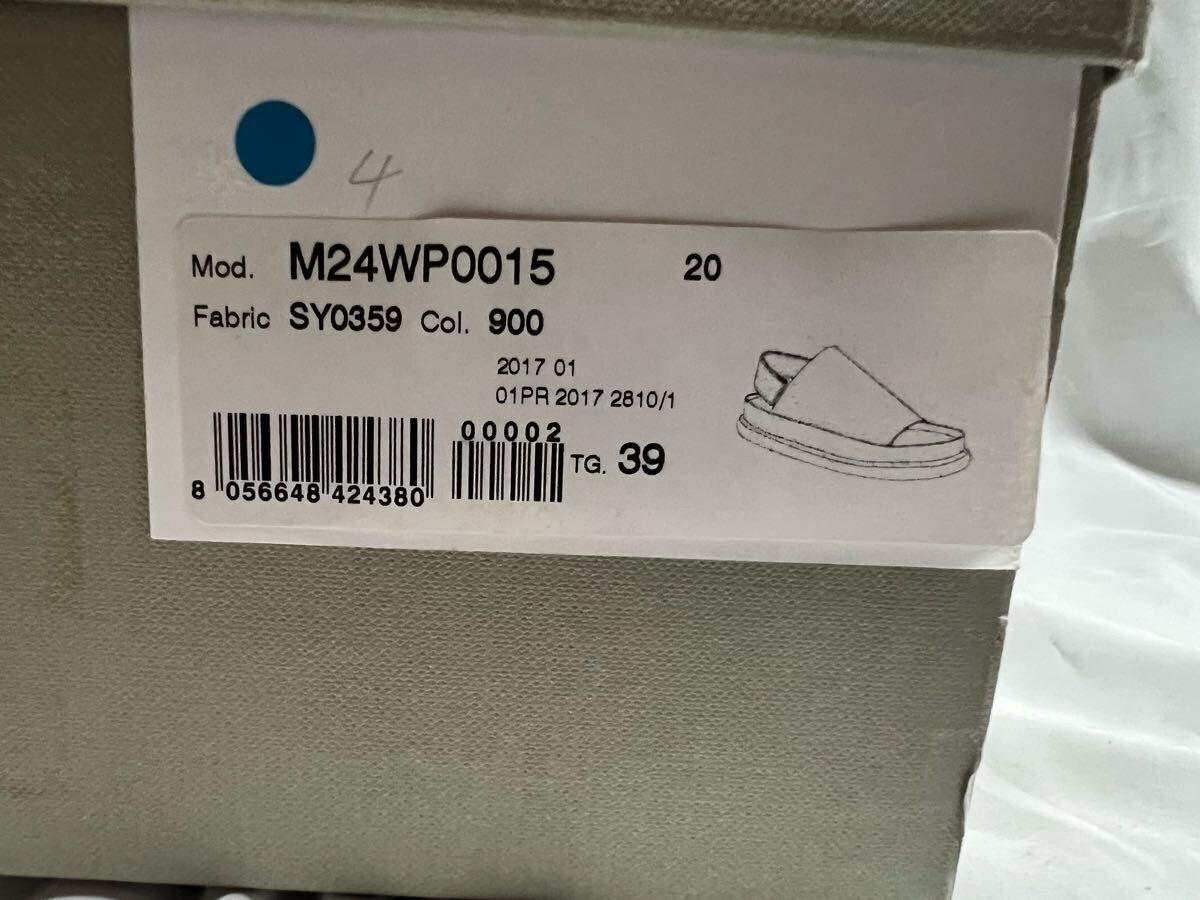 4
Mod. M24WP0015 20
Fabric SY0359 Col. 900
2017 01
01PR 2017 2810/1
00002
TG. 39
8 056648 424380